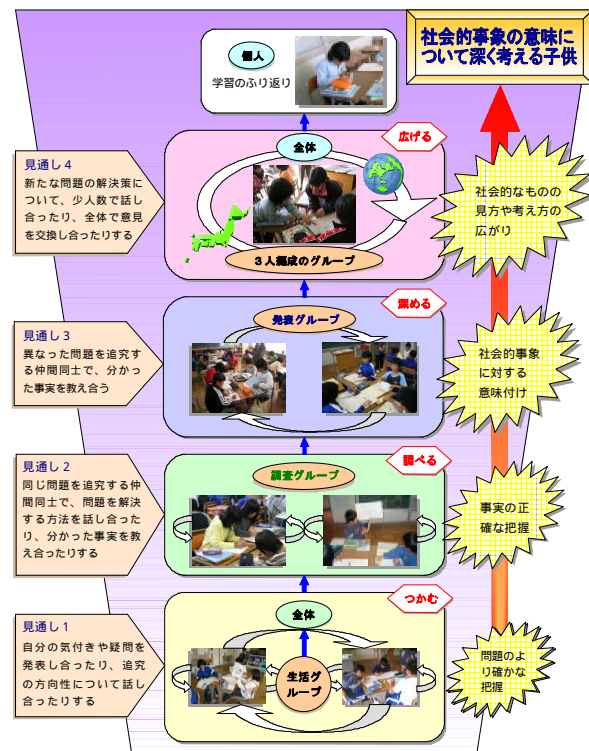 社会的事象の意味に
ついて深く考える子供
個人
学習のふり返り
広げる
全体
見通し４
新たな問題の解決策に
ついて、少人数で話し
合ったり、全体で意見
を交換し合ったりする
３人編成のグループ
社会的なものの
見方や考え方の
広がり
深める
発表グループ
見通し３
異なった問題を追究す
る仲間同士で、分かっ
た事実を教え合う
社会的事象
に対する
意味付け
調べる
調査グループ
見通し２
同じ問題を追究する仲
間同士で、問題を解決
する方法を話し合った
り、分かった事実を教
え合ったりする
事実の正
確な把握
つかむ
全体
見通し１
自分の気付きや疑問を
発表し合ったり、追究
の方向性について話し
合ったりする
生活グ
ループ
問題のよ
り確かな
把握